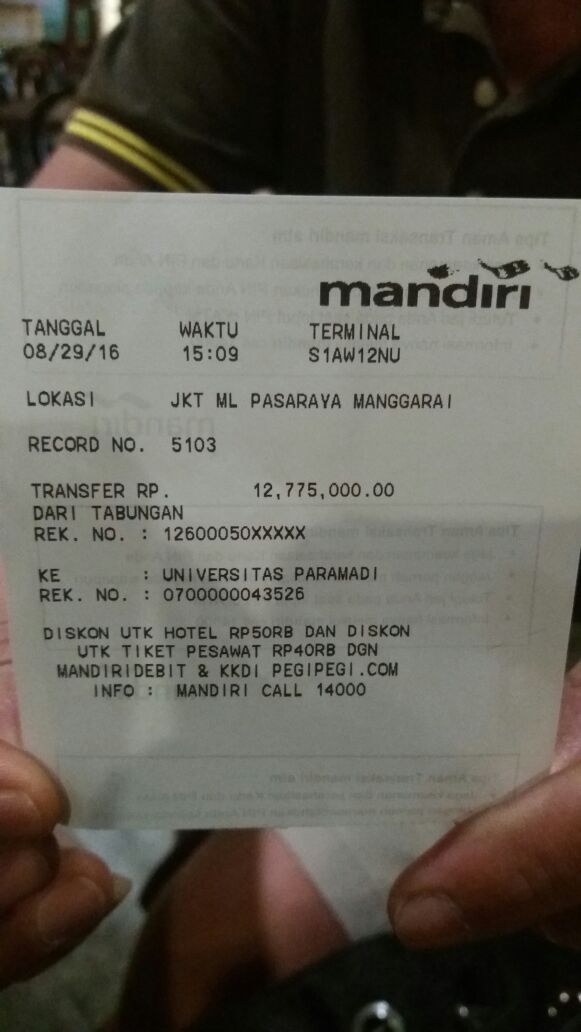 mandiri
TANGGAL WAKTU TERMINAL
08/29/16 15:09 S1AW12NU
LOKASI JKT ML PASARAYA MANGGARAI
RECORD NO. 5103
TRANSFER RP. 12,775,000.00
DARI TABUNGAN
REK. NO. : 12600050XXXXX
KE : UNIVERSITAS PARAMADI
REK. NO. : 0700000043526
DISKON UTK HOTEL RP50RB DAN DISKON
UTK TIKET PESAWAT RP40RB DGN
MANDIRIDEBIT & KKDI PEGIPEGI.COM
INFO : MANDIRI CALL 14000